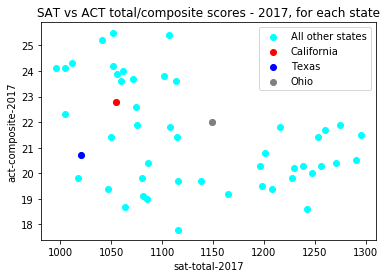 SAT vs ACT total/composite scores - 2017, for each state
All other states
California
Texas
Ohio
act-composite-2017
25
24
23
22
21
20
19
18
1000 1050 1100 1150 1200 1250 1300
sat-total-2017